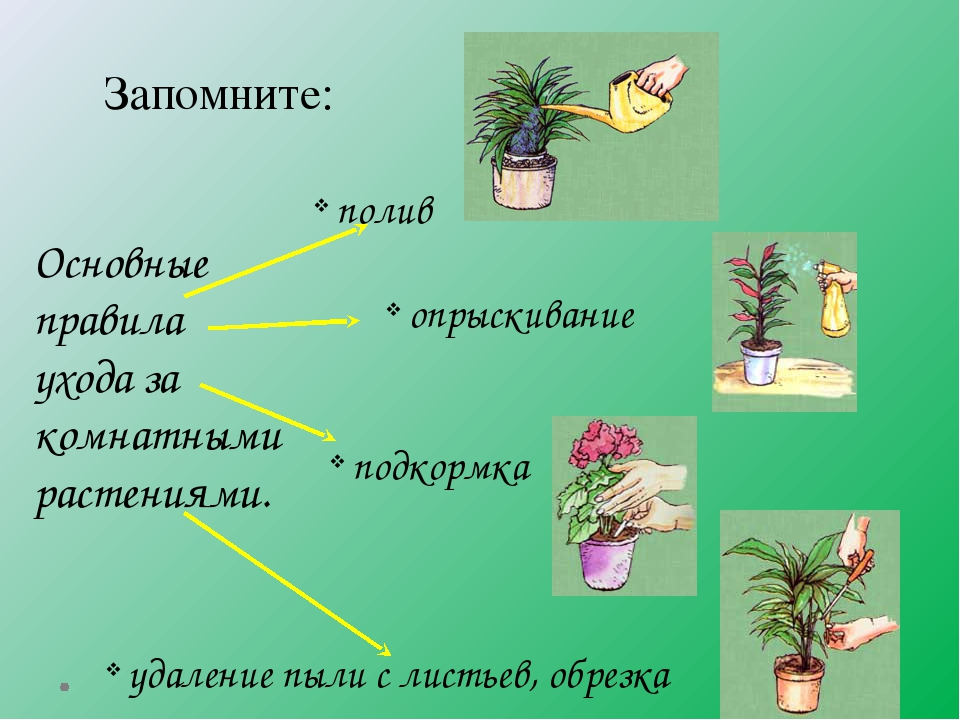 Запомните:
полив
Основные
правила
ухода за
комнатными
растениями.
опрыскивание
подкормка
удаление пыли с листьев, обрезка